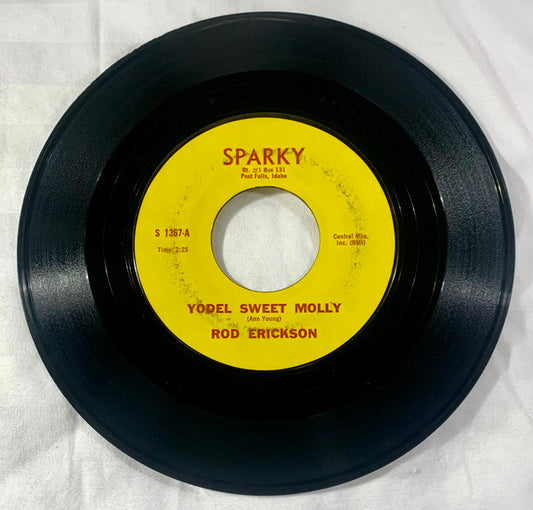 SPARKY
Rt. #1 Box 131
Post Falls, Idaho
S 1367-A
Time: 2:25
Central Mus.
Inc. (BMI)
YODEL SWEET MOLLY
(Ann Young)
ROD ERICKSON